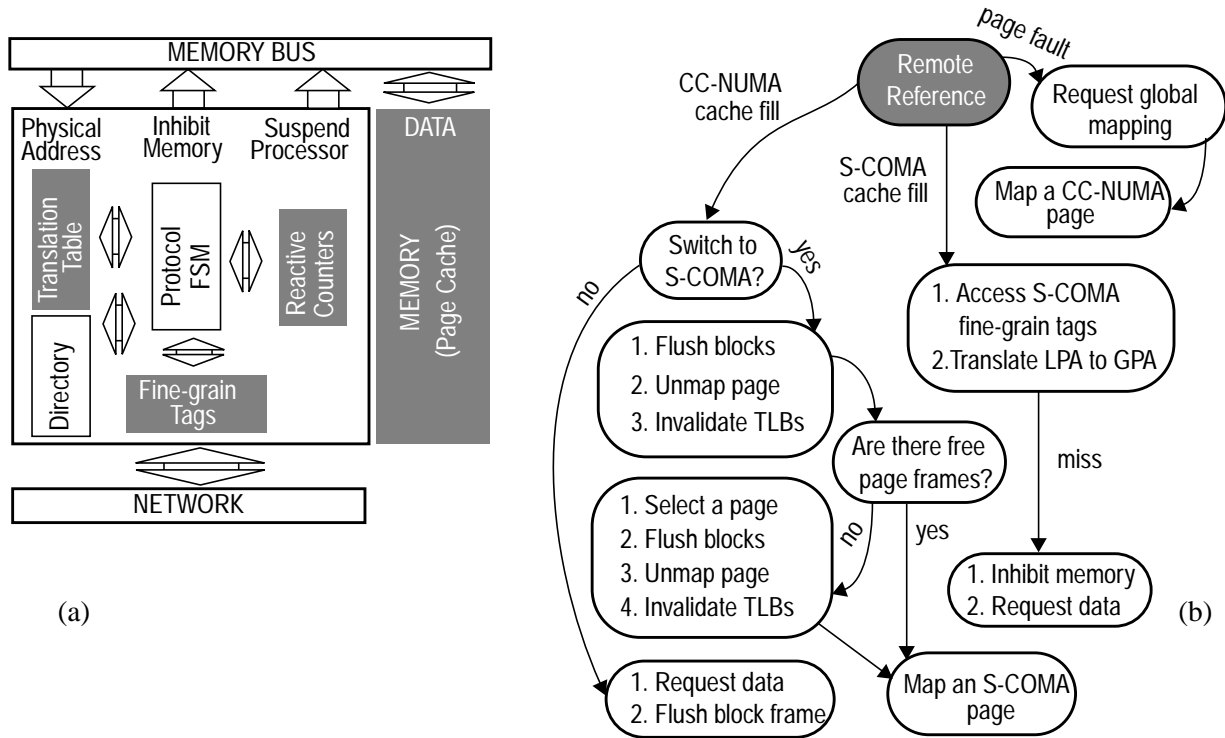 MEMORY BUS
Physical
Address
Inhibit
Memory
Suspend
Processor
DATA
Translation
Table
Protocol
FSM
Reactive
Counters
MEMORY
(Page Cache)
Directory
Fine-grain
Tags
NETWORK
(a)
Remote
Reference
page fault
Request global
mapping
Map a CC-NUMA
page
CC-NUMA
cache fill
S-COMA
cache fill
Switch to
S-COMA?
yes
no
1. Flush blocks
2. Unmap page
3. Invalidate TLBs
1. Access S-COMA
fine-grain tags
2.Translate LPA to GPA
Are there free
page frames?
miss
no
yes
1. Select a page
2. Flush blocks
3. Unmap page
4. Invalidate TLBs
1. Inhibit memory
2. Request data
1. Request data
2. Flush block frame
Map an S-COMA
page
(b)